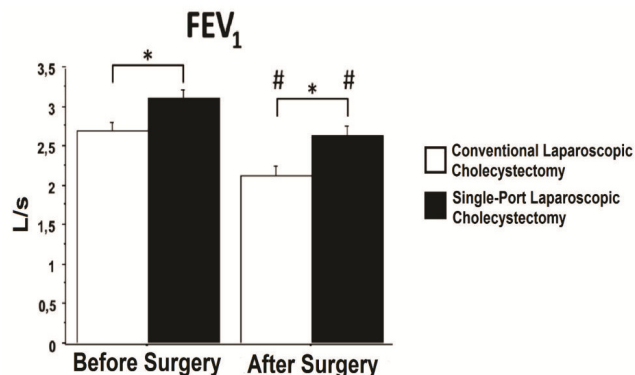 FEV1
3,5
3
2,5
2
1,5
1
0,5
0
L/s
*
# * #
Before Surgery After Surgery
Conventional Laparoscopic
Cholecystectomy
Single-Port Laparoscopic
Cholecystectomy